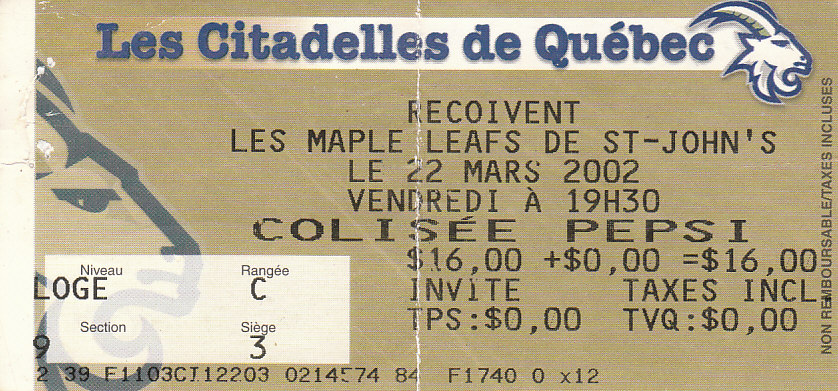 Les Citadelles de Québec
RECOIVENT
LES MAPLE LEAFS DE ST-JOHN'S
LE 22 MARS 2002
VENDREDI À 19H30
COLISÉE PEPSI
$16,00 +$0,00 =$16,00
INVITE TAXES INCL
TPS:$0,00 TVQ:$0,00
Niveau Rangée
LOGE C
Section Siège
9 3
2 39 F1103CI12203 0214574 84 F1740 0 x12
NON REMBOURSABLE/TAXES INCLUSES